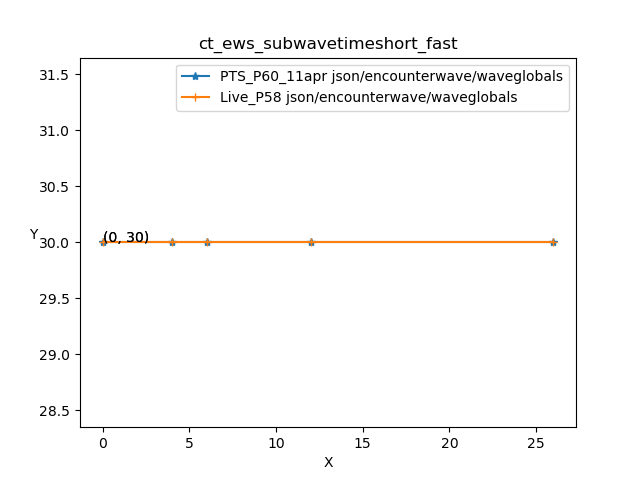 ct_ews_subwavetimeshort_fast
PTS_P60_11apr json/encounterwave/waveglobals
Live_P58 json/encounterwave/waveglobals
31.5
31.0
30.5
30.0
29.5
29.0
28.5
Y
(0, 30)
0
5
10
15
20
25
X